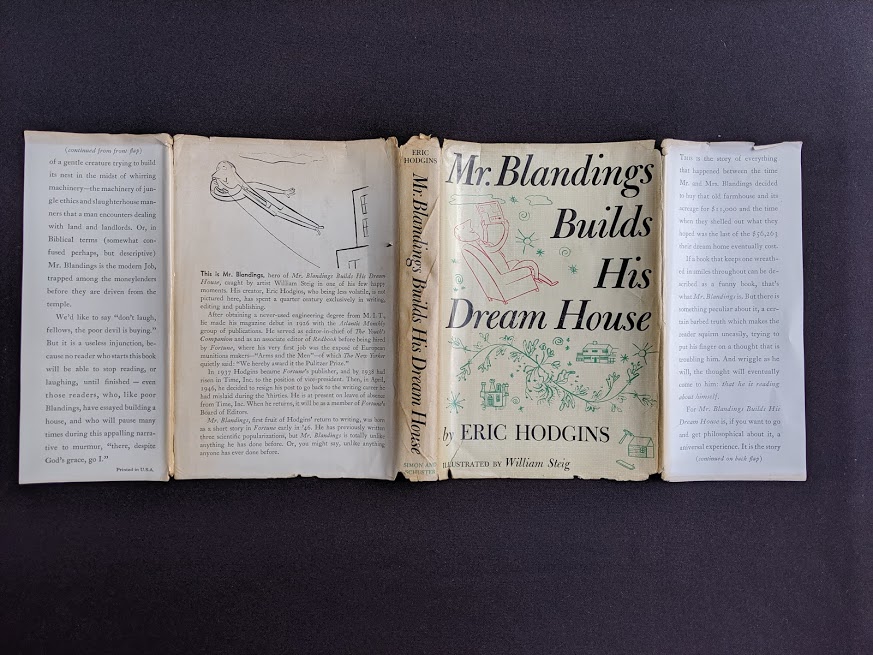 (continued from front flap)
of a gentle creature trying to build
its nest in the midst of whirring
machinery—the machinery of jun-
gle ethics and slaughterhouse man-
ners that a man encounters dealing
with land and landlords. Or, in
Biblical terms (somewhat con-
fused perhaps, but descriptive)
Mr. Blandings is the modern Job,
trapped among the moneylenders
before they are driven from the
temple.
We'd like to say "don't laugh,
fellows, the poor devil is buying."
But it is a useless injunction, be-
cause no reader who starts this book
will be able to stop reading, or
laughing, until finished — even
those readers, who, like poor
Blandings, have essayed building a
house, and who will pause many
times during this appalling narra-
tive to murmur, "there, despite
God's grace, go I."
Printed in U.S.A.
This is Mr. Blandings, hero of Mr. Blandings Builds His Dream
House, caught by artist William Steig in one of his few happy
moments. His creator, Eric Hodgins, who being less volatile, is not
pictured here, has spent a quarter century exclusively in writing,
editing and publishing.
After obtaining a never-used engineering degree from M.I.T.,
he made his magazine debut in 1926 with the Atlantic Monthly
group of publications. He served as editor-in-chief of The Youth's
Companion and as an associate editor of Redbook before being hired
by Fortune, where his very first job was the exposé of European
munitions makers—"Arms and the Men"—of which The New Yorker
quietly said: "We hereby award it the Pulitzer Prize."
In 1937 Hodgins became Fortune's publisher, and by 1938 had
risen in Time, Inc. to the position of vice-president. Then, in April,
1946, he decided to resign his post to go back to the writing career he
had mislaid during the Thirties. He is at present on leave of absence
from Time, Inc. When he returns, it will be as a member of Fortune's
Board of Editors.
Mr. Blandings, first fruit of Hodgins' return to writing, was born
as a short story in Fortune early in '46. He has previously written
three scientific popularizations, but Mr. Blandings is totally unlike
anything he has done before. Or, you might say, unlike anything
anyone has ever done before.
ERIC
HODGINS
Mr. Blandings Builds His Dream House
SIMON AND
SCHUSTER
Mr. Blandings
Builds
His
Dream House
by ERIC HODGINS
ILLUSTRATED BY William Steig
This is the story of everything
that happened between the time
Mr. and Mrs. Blandings decided
to buy that old farmhouse and its
acreage for $11,000 and the time
when they shelled out what they
hoped was the last of the $56,263
their dream home eventually cost.
If a book that keeps one wreath-
ed in smiles throughout can be de-
scribed as a funny book, that's
what Mr. Blandings is. But there is
something peculiar about it, a cer-
tain barbed truth which makes the
reader squirm uneasily, trying to
put his finger on a thought that is
troubling him. And wriggle as he
will, the thought will eventually
come to him: that he is reading
about himself.
For Mr. Blandings Builds His
Dream House is, if you want to go
and get philosophical about it, a
universal experience. It is the story
(continued on back flap)